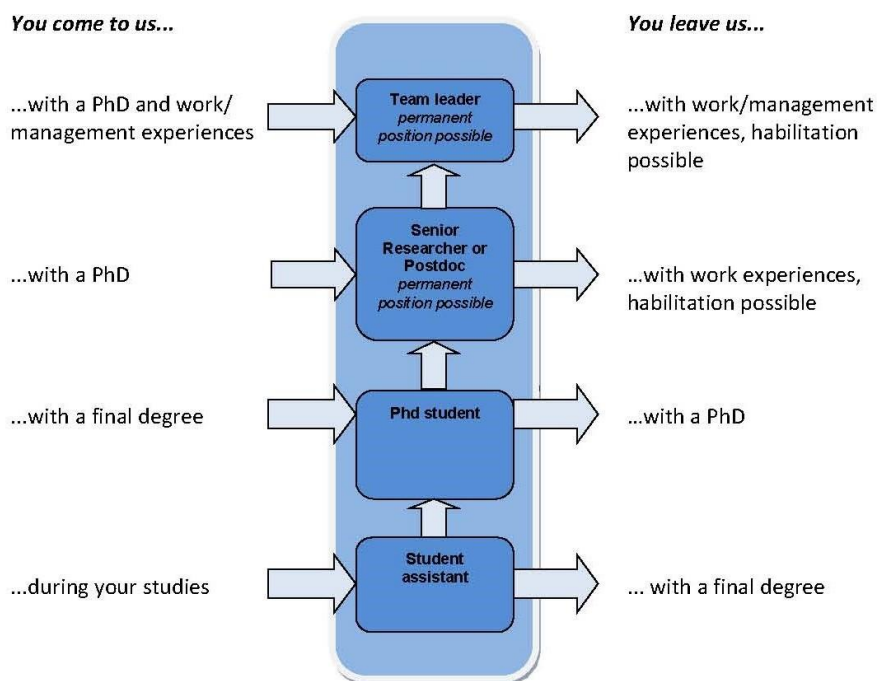 You come to us...
You leave us...
...with a PhD and work/
management experiences
Team leader
permanent
position possible
...with work/management
experiences, habilitation
possible
...with a PhD
Senior
Researcher or
Postdoc
permanent
position possible
...with work experiences,
habilitation possible
...with a final degree
Phd student
...with a PhD
...during your studies
Student
assistant
... with a final degree